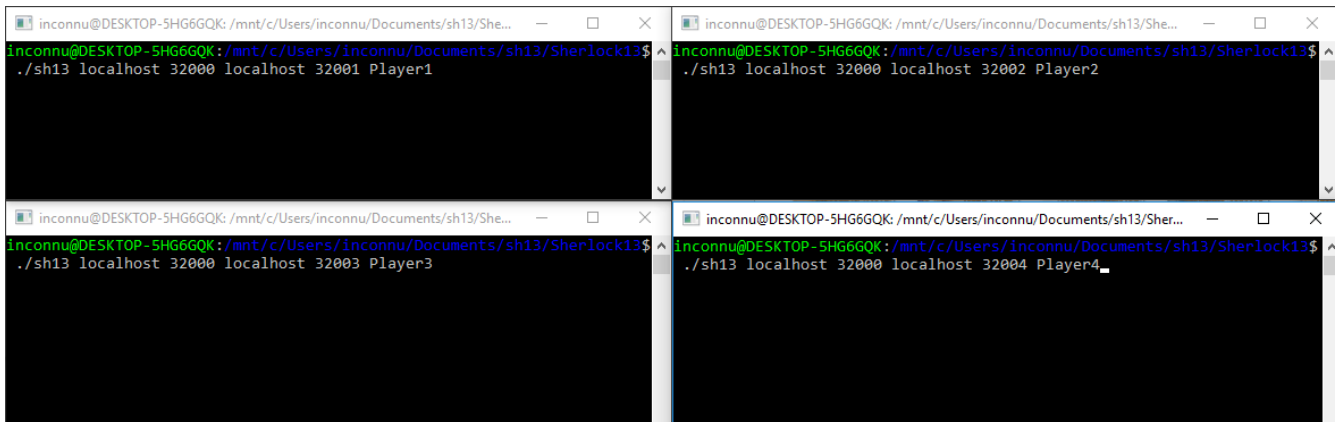 inconnu@DESKTOP-5HG6GQK: /mnt/c/Users/inconnu/Documents/sh13/She...
inconnu@DESKTOP-5HG6GQK:/mnt/c/Users/inconnu/Documents/sh13/Sherlock13$
./sh13 localhost 32000 localhost 32001 Player1
inconnu@DESKTOP-5HG6GQK: /mnt/c/Users/inconnu/Documents/sh13/She...
inconnu@DESKTOP-5HG6GQK:/mnt/c/Users/inconnu/Documents/sh13/Sherlock13$
./sh13 localhost 32000 localhost 32002 Player2
inconnu@DESKTOP-5HG6GQK: /mnt/c/Users/inconnu/Documents/sh13/She...
inconnu@DESKTOP-5HG6GQK:/mnt/c/Users/inconnu/Documents/sh13/Sherlock13$
./sh13 localhost 32000 localhost 32003 Player3
inconnu@DESKTOP-5HG6GQK: /mnt/c/Users/inconnu/Documents/sh13/Sher...
inconnu@DESKTOP-5HG6GQK:/mnt/c/Users/inconnu/Documents/sh13/Sherlock13$
./sh13 localhost 32000 localhost 32004 Player4